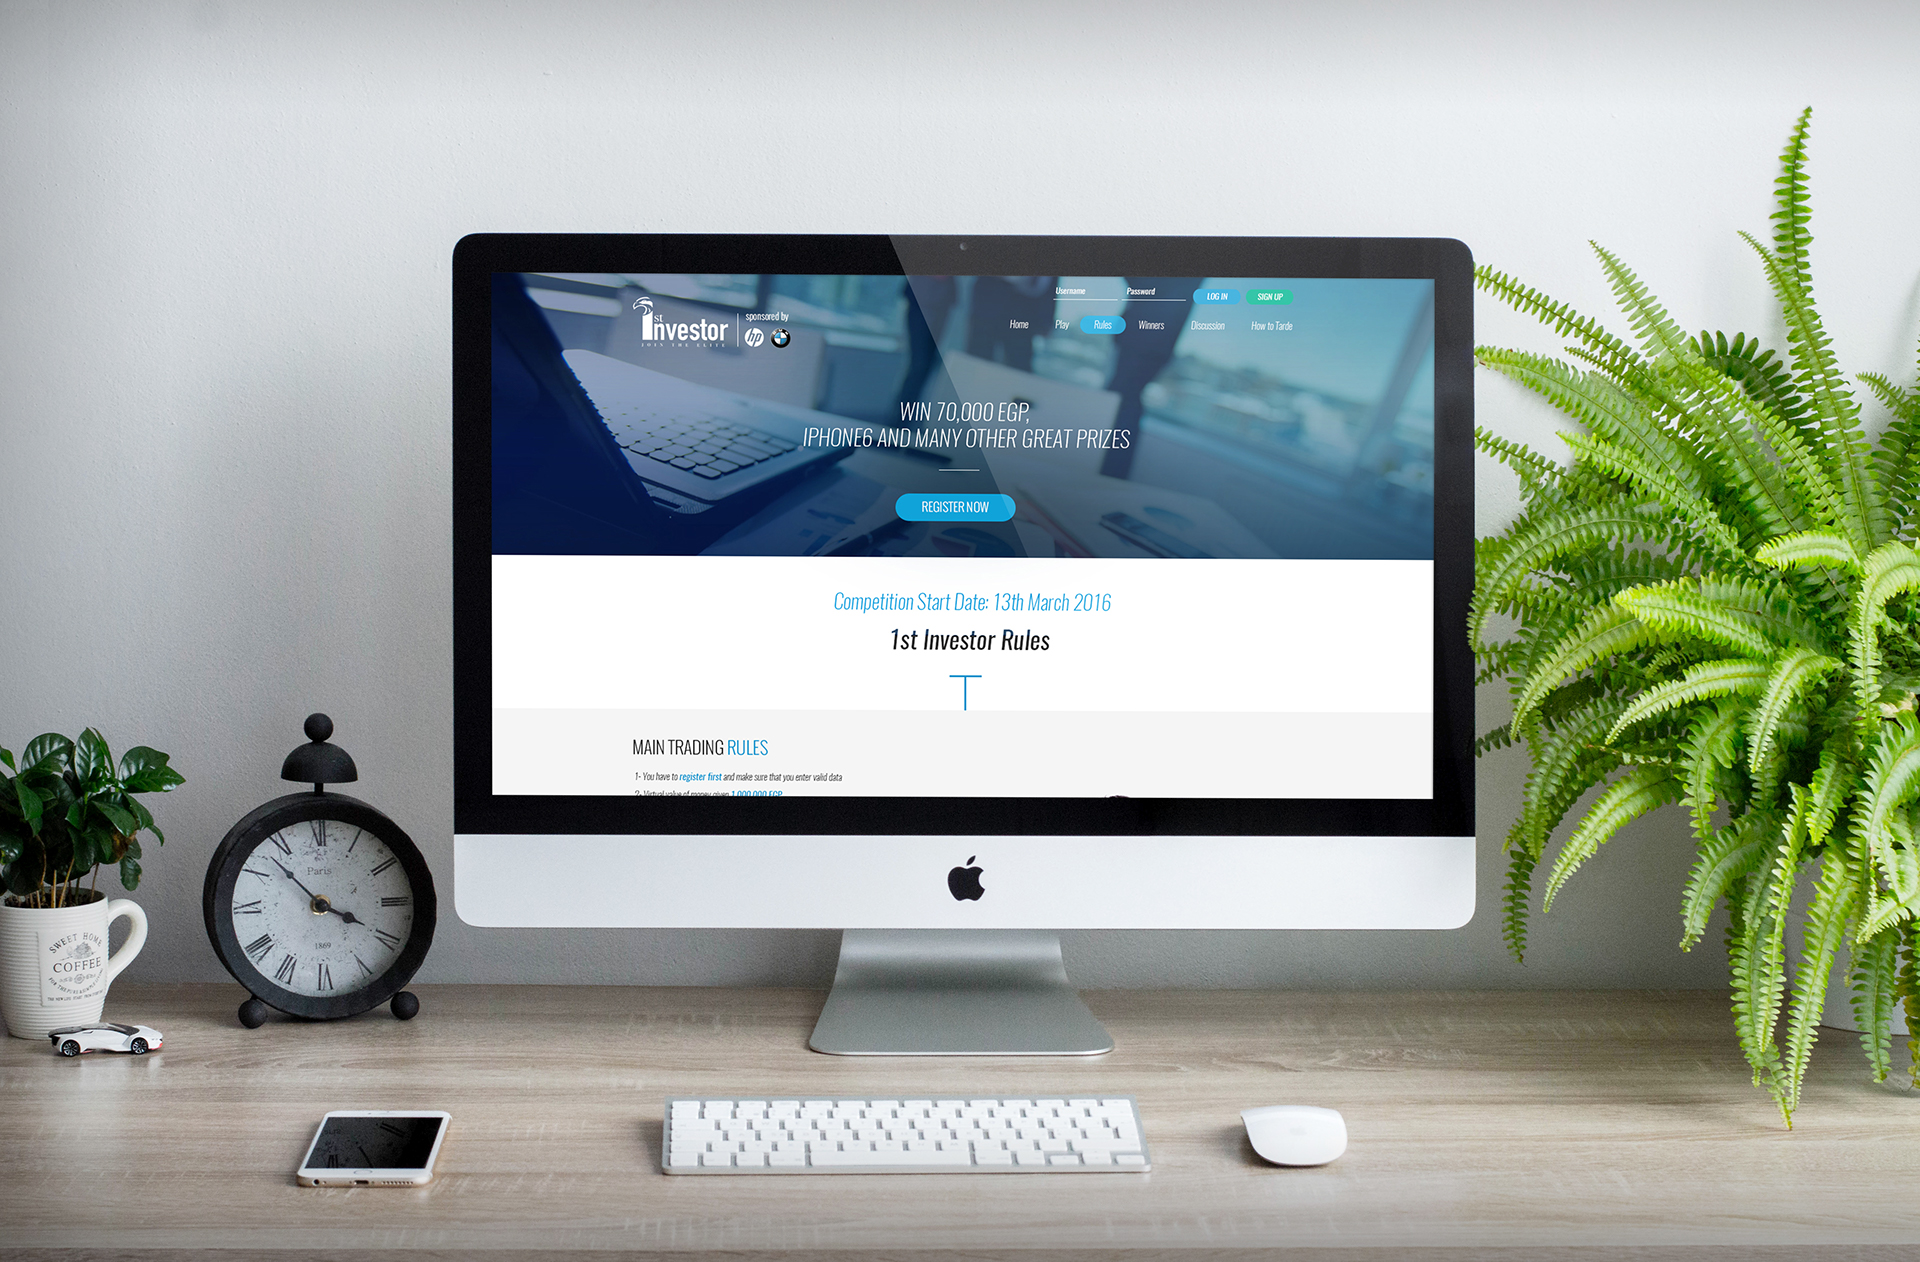 Username
Password
LOG IN
SIGN UP
1st
Investor
JOIN THE ELITE
sponsored by
hp
Home
Play
Rules
Winners
Discussion
How to Tarde
WIN 70,000 EGP,
IPHONE6 AND MANY OTHER GREAT PRIZES
REGISTER NOW
Competition Start Date: 13th March 2016
1st Investor Rules
MAIN TRADING RULES
1- You have to register first and make sure that you enter valid data
2- Virtual value of money given 1,000,000 EGP
Paris
1869
SWEET HOME
COFFEE